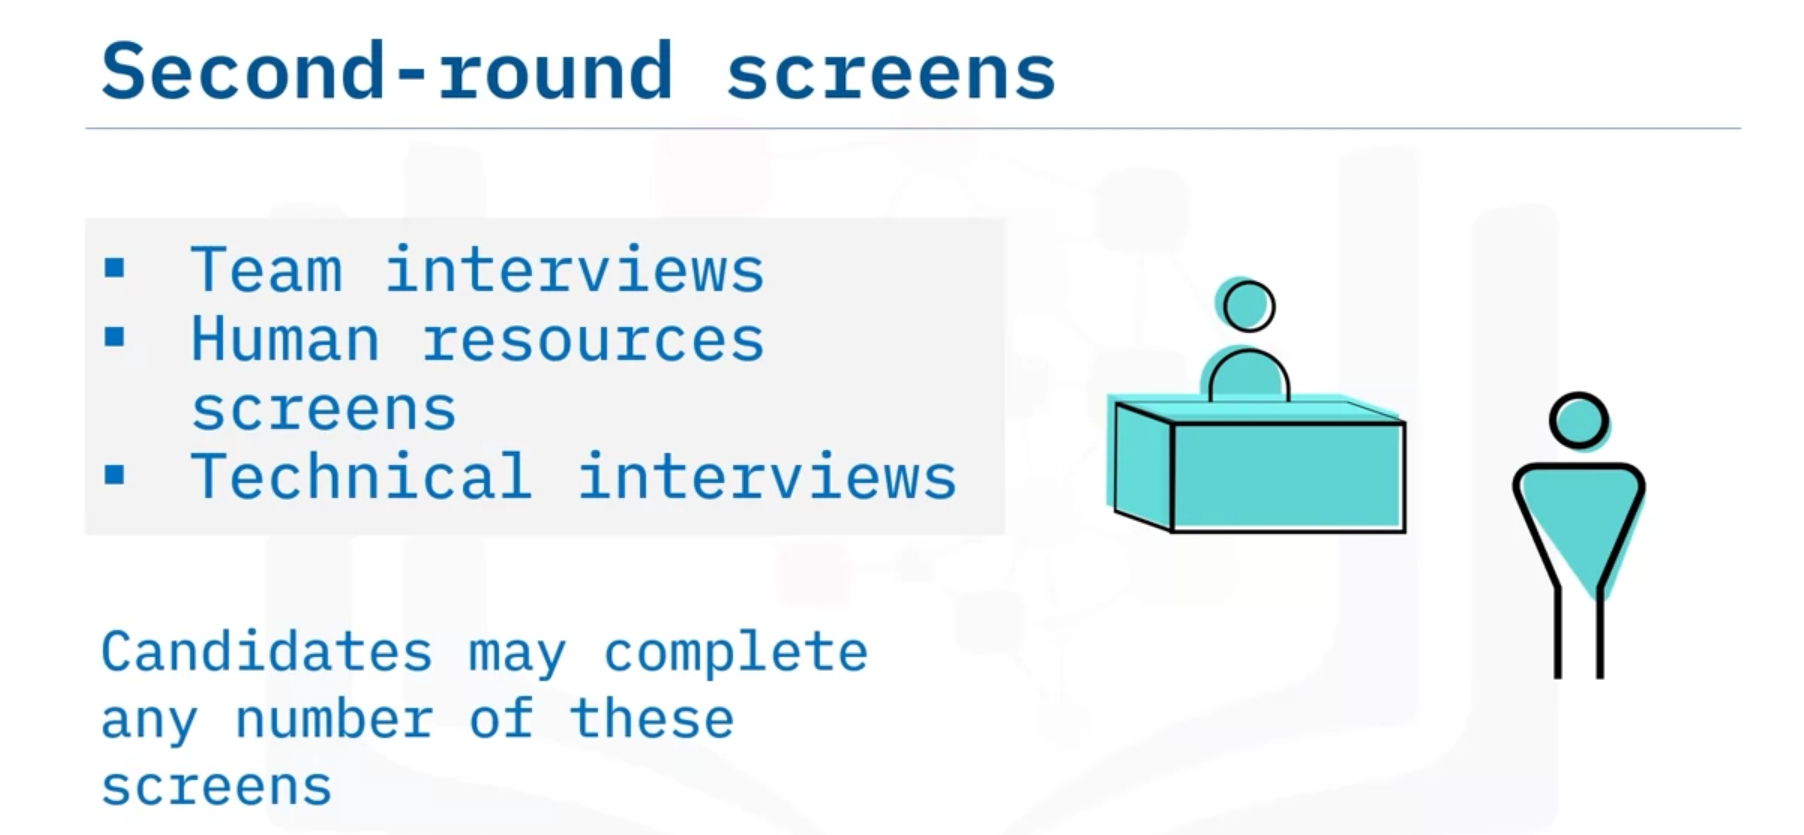 Second-round screens
▪ Team interviews
▪ Human resources
screens
▪ Technical interviews
Candidates may complete
any number of these
screens